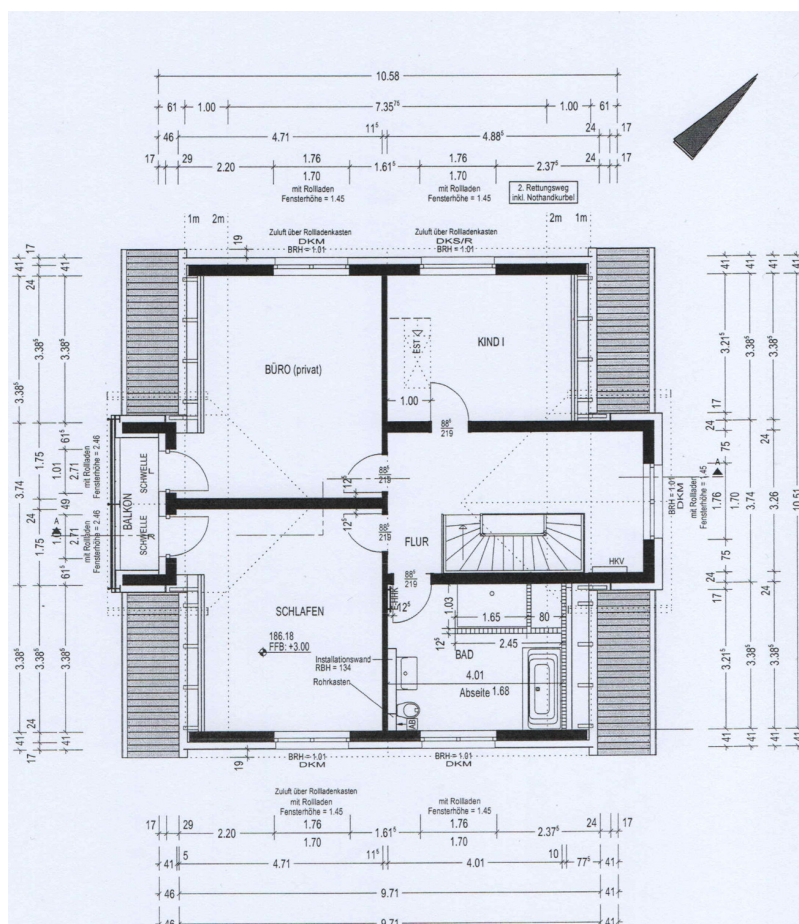 10.58
61 1.00 7.35⁷⁵ 1.00 61
46 4.71 11⁵ 4.88⁵ 24 17
17 29 2.20 1.76 1.61⁵ 1.76 2.37⁵ 24 17
1.70 1.70
mit Rollladen
Fensterhöhe = 1.45
mit Rollladen
Fensterhöhe = 1.45
2. Rettungsweg
inkl. Nothandkurbel
1m 2m
2m 1m
19
Zuluft über Rollladenkasten
DKM
BRH = 1.01
Zuluft über Rollladenkasten
DKS/R
BRH = 1.01
41 24 3.38⁵ 3.74 3.38⁵ 41
17 41 24 3.38⁵ 1.75 24 1.75 3.38⁵ 24 41 17
41 3.38⁵ 61⁵ 1.01 2.71 49 2.71 61⁵ 3.38⁵ 41
mit Rollladen
Fensterhöhe = 2.46
mit Rollladen
Fensterhöhe = 2.46
A
BALKON
SCHWELLE
L
SCHWELLE
R
BÜRO (privat)
EST
KIND I
1.00
88⁵
219
88⁵
219
88⁵
219
88⁵
219
12⁵
12⁵
FLUR
HKV
BRH = 1.01
DKM
mit Rollladen
Fensterhöhe = 1.45
A
41 3.21⁵ 17 24 75 1.76 1.70 75 24 17 3.21⁵ 41
41 3.38⁵ 3.74 3.38⁵ 41
41 3.26 24 24 3.38⁵ 41
41 10.51 41
SCHLAFEN
186.18
FFB: +3.00
Installationswand
RBH = 134
Rohrkasten
12⁵
1.03
1.65 80
12⁵
2.45
BAD
4.01
Abseite 1.68
AB
19
BRH = 1.01
DKM
BRH = 1.01
DKM
Zuluft über Rollladenkasten
mit Rollladen
Fensterhöhe = 1.45
mit Rollladen
Fensterhöhe = 1.45
17 29 2.20 1.76 1.61⁵ 1.76 2.37⁵ 24 17
1.70 1.70
41 5 4.71 11⁵ 4.01 10 77⁵ 41
46 9.71 41
46 9.71 41